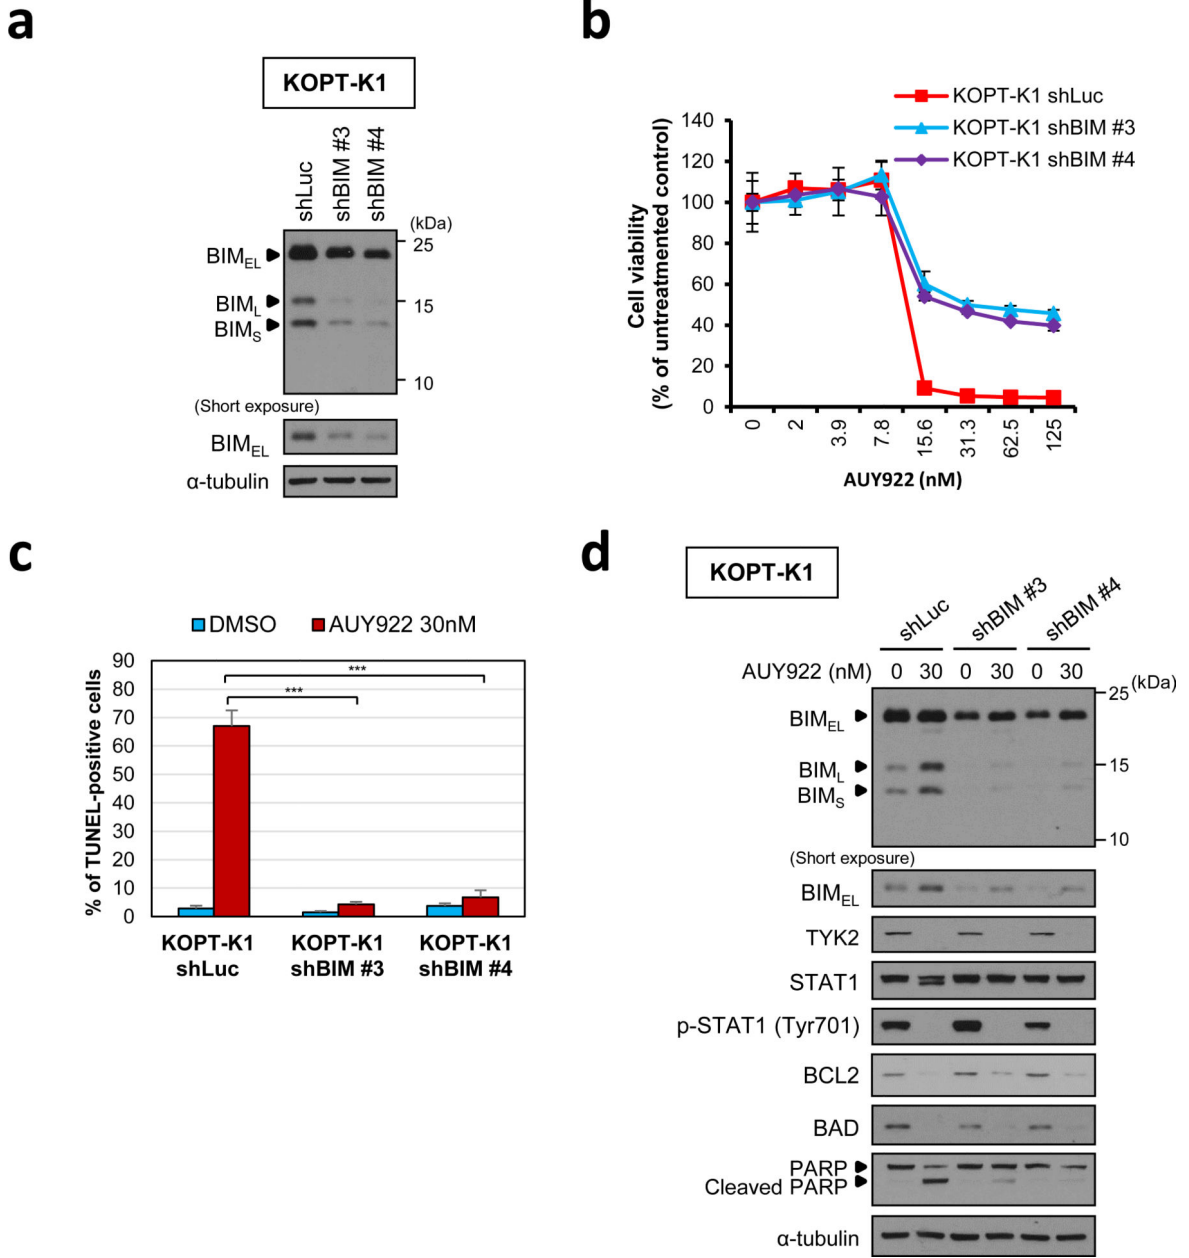 a
KOPT-K1
shLuc
shBIM #3
shBIM #4
(kDa)
25
BIMEL
BIML
15
BIMS
10
(Short exposure)
BIMEL
α-tubulin
b
KOPT-K1 shLuc
KOPT-K1 shBIM #3
KOPT-K1 shBIM #4
Cell viability
(% of untreatmented control)
140
120
100
80
60
40
20
0
0 2 3.9 7.8 15.6 31.3 62.5 125
AUY922 (nM)
c
DMSO AUY922 30nM
% of TUNEL-positive cells
90
80
70
60
50
40
30
20
10
0
***
***
KOPT-K1 KOPT-K1 KOPT-K1
shLuc shBIM #3 shBIM #4
d
KOPT-K1
shLuc shBIM #3 shBIM #4
AUY922 (nM) 0 30 0 30 0 30
(kDa)
25
BIMEL
BIML
15
BIMS
10
(Short exposure)
BIMEL
TYK2
STAT1
p-STAT1 (Tyr701)
BCL2
BAD
PARP
Cleaved PARP
α-tubulin